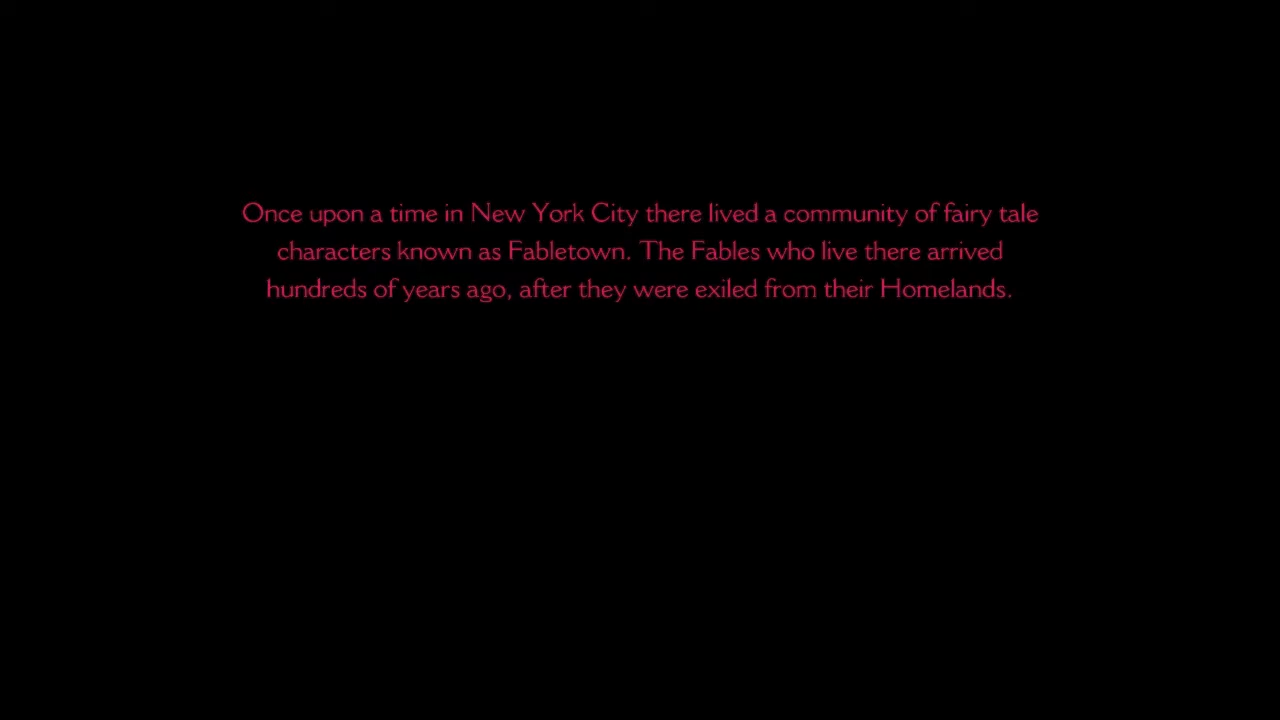 Once upon a time in New York City there lived a community of fairy tale
characters known as Fabletown. The Fables who live there arrived
hundreds of years ago, after they were exiled from their Homelands.